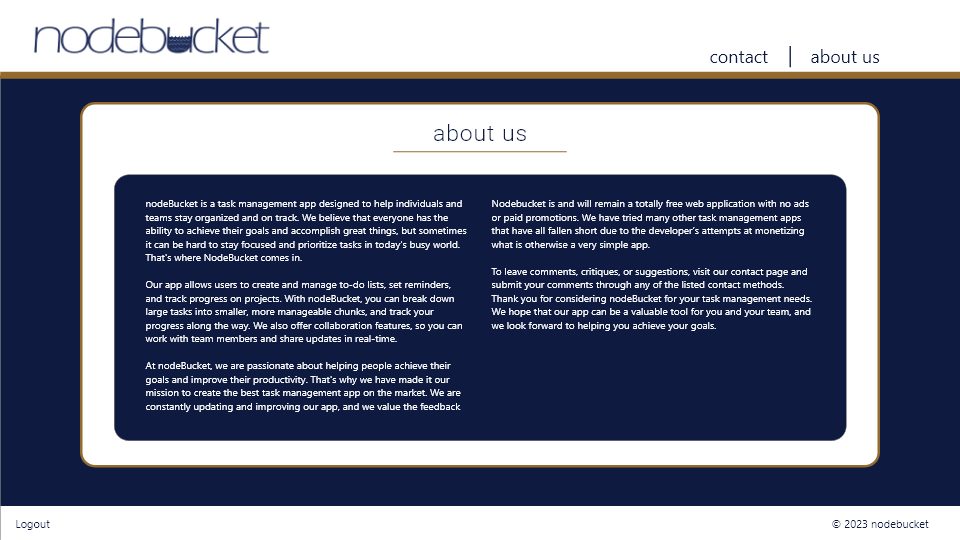 nodebucket
contact | about us
about us
nodeBucket is a task management app designed to help individuals and
teams stay organized and on track. We believe that everyone has the
ability to achieve their goals and accomplish great things, but sometimes
it can be hard to stay focused and prioritize tasks in today's busy world.
That's where NodeBucket comes in.
Our app allows users to create and manage to-do lists, set reminders,
and track progress on projects. With nodeBucket, you can break down
large tasks into smaller, more manageable chunks, and track your
progress along the way. We also offer collaboration features, so you can
work with team members and share updates in real-time.
At nodeBucket, we are passionate about helping people achieve their
goals and improve their productivity. That's why we have made it our
mission to create the best task management app on the market. We are
constantly updating and improving our app, and we value the feedback
Nodebucket is and will remain a totally free web application with no ads
or paid promotions. We have tried many other task management apps
that have all fallen short due to the developer's attempts at monetizing
what is otherwise a very simple app.
To leave comments, critiques, or suggestions, visit our contact page and
submit your comments through any of the listed contact methods.
Thank you for considering nodeBucket for your task management needs.
We hope that our app can be a valuable tool for you and your team, and
we look forward to helping you achieve your goals.
Logout
© 2023 nodebucket